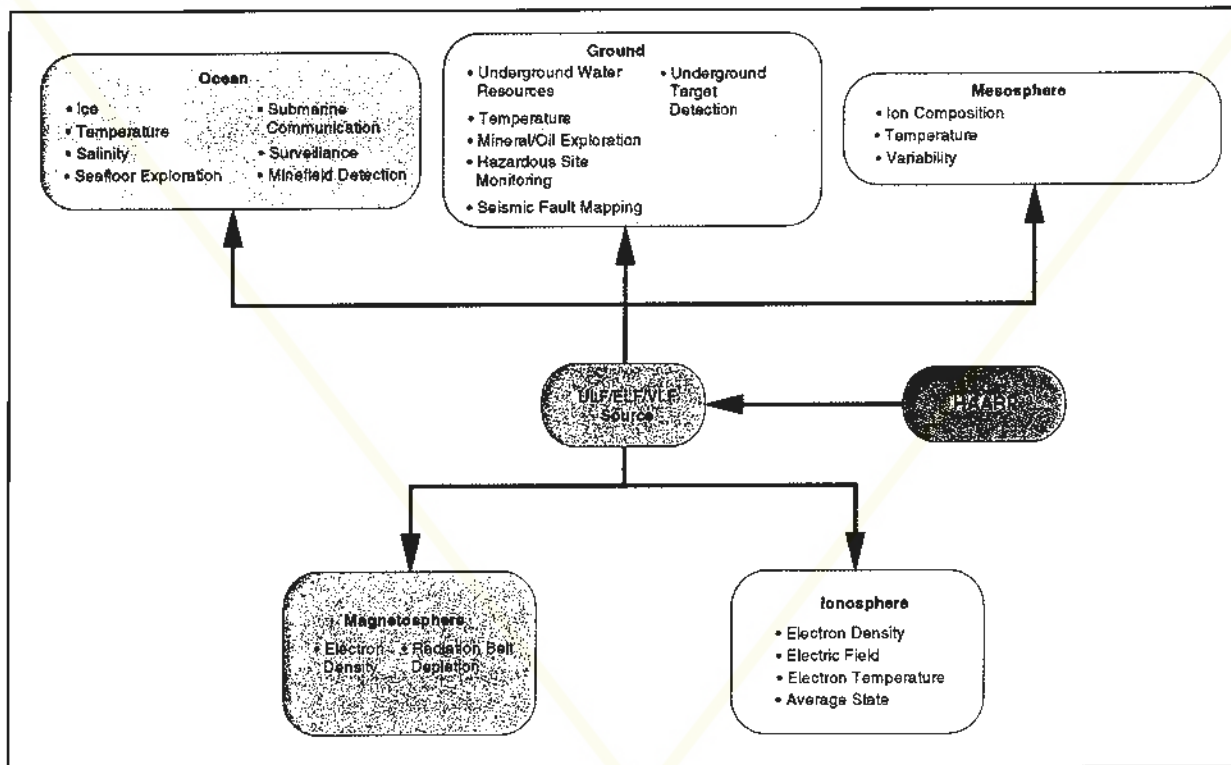 Ocean
• Ice
• Temperature
• Salinity
• Seafloor Exploration
• Submarine
Communication
• Surveillance
• Minefield Detection
Ground
• Underground Water
Resources
• Temperature
• Mineral/Oil Exploration
• Hazardous Site
Monitoring
• Seismic Fault Mapping
• Underground
Target
Detection
Mesosphere
• Ion Composition
• Temperature
• Variability
ULF/ELF/VLF
Source
HAARP
Magnetosphere
• Electron
Density
• Radiation Belt
Depletion
Ionosphere
• Electron Density
• Electric Field
• Electron Temperature
• Average State